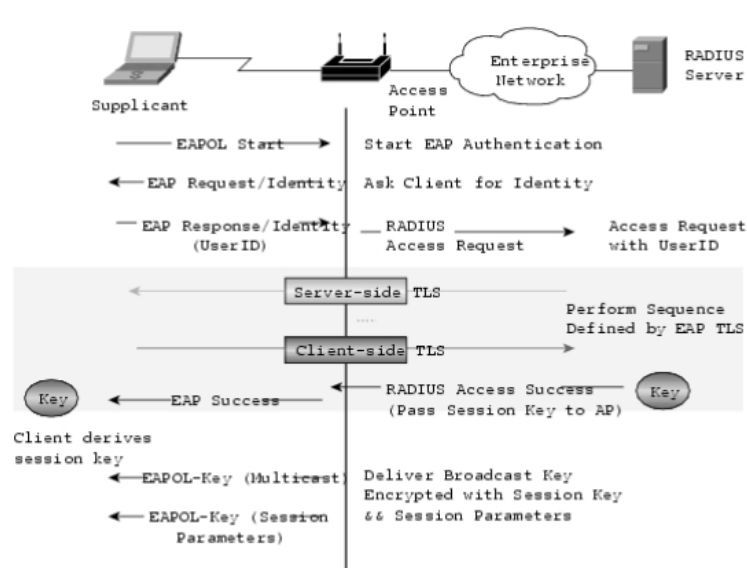 Enterprise
Network
RADIUS
Server
Supplicant
Access
Point
EAPOL Start
Start EAP Authentication
EAP Request/Identity
Ask Client for Identity
EAP Response/Identity
(UserID)
RADIUS
Access Request
Access Request
with UserID
Server-side TLS
....
Perform Sequence
Defined by EAP TLS
Client-side TLS
Key
EAP Success
RADIUS Access Success
(Pass Session Key to AP)
Key
Client derives
session key
EAPOL-Key (Multicast)
Deliver Broadcast Key
Encrypted with Session Key
&& Session Parameters
EAPOL-Key (Session
Parameters)